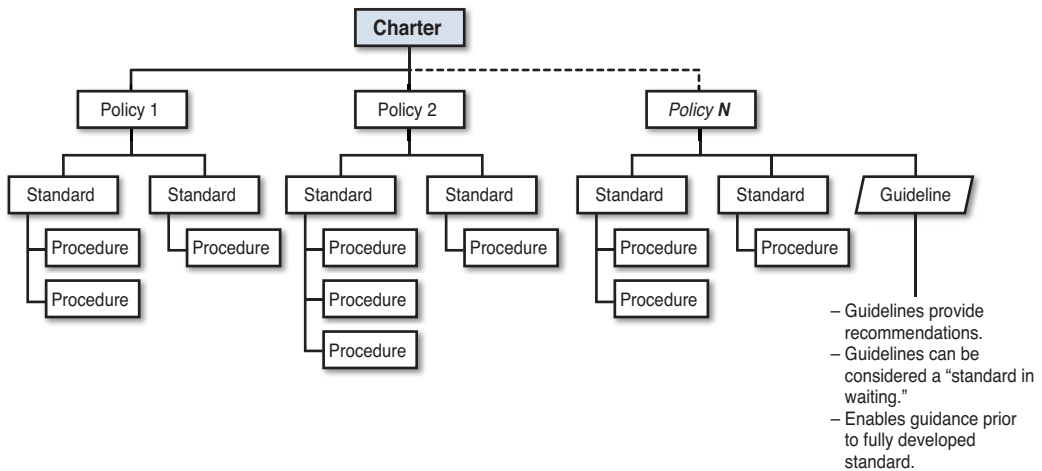 Charter
Policy 1
Policy 2
Policy N
Standard
Standard
Standard
Standard
Standard
Standard
Guideline
Procedure
Procedure
Procedure
Procedure
Procedure
Procedure
Procedure
Procedure
Procedure
Procedure
– Guidelines provide
recommendations.
– Guidelines can be
considered a “standard in
waiting.”
– Enables guidance prior
to fully developed
standard.